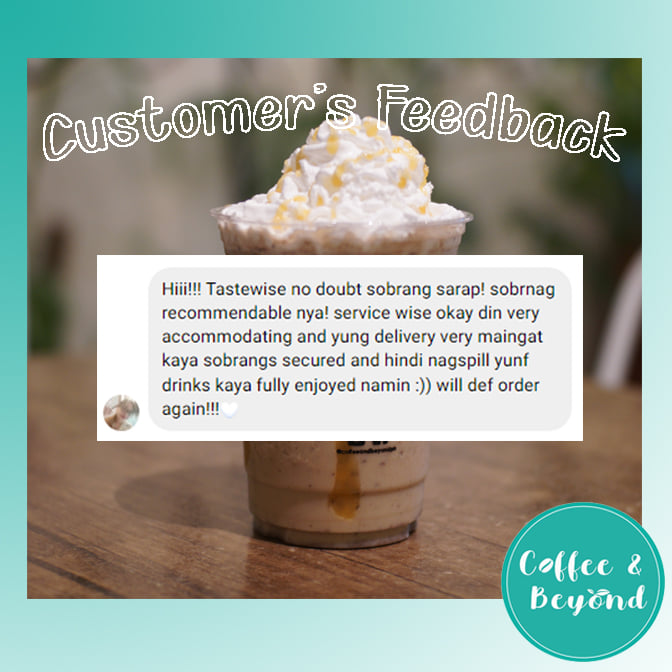 Customer's Feedback
Hiii!!! Tastewise no doubt sobrang sarap! sobrnag
recommendable nya! service wise okay din very
accommodating and yung delivery very maingat
kaya sobrangs secured and hindi nagspill yunf
drinks kaya fully enjoyed namin :)) will def order
again!!!🤍
Coffee &
Beyond